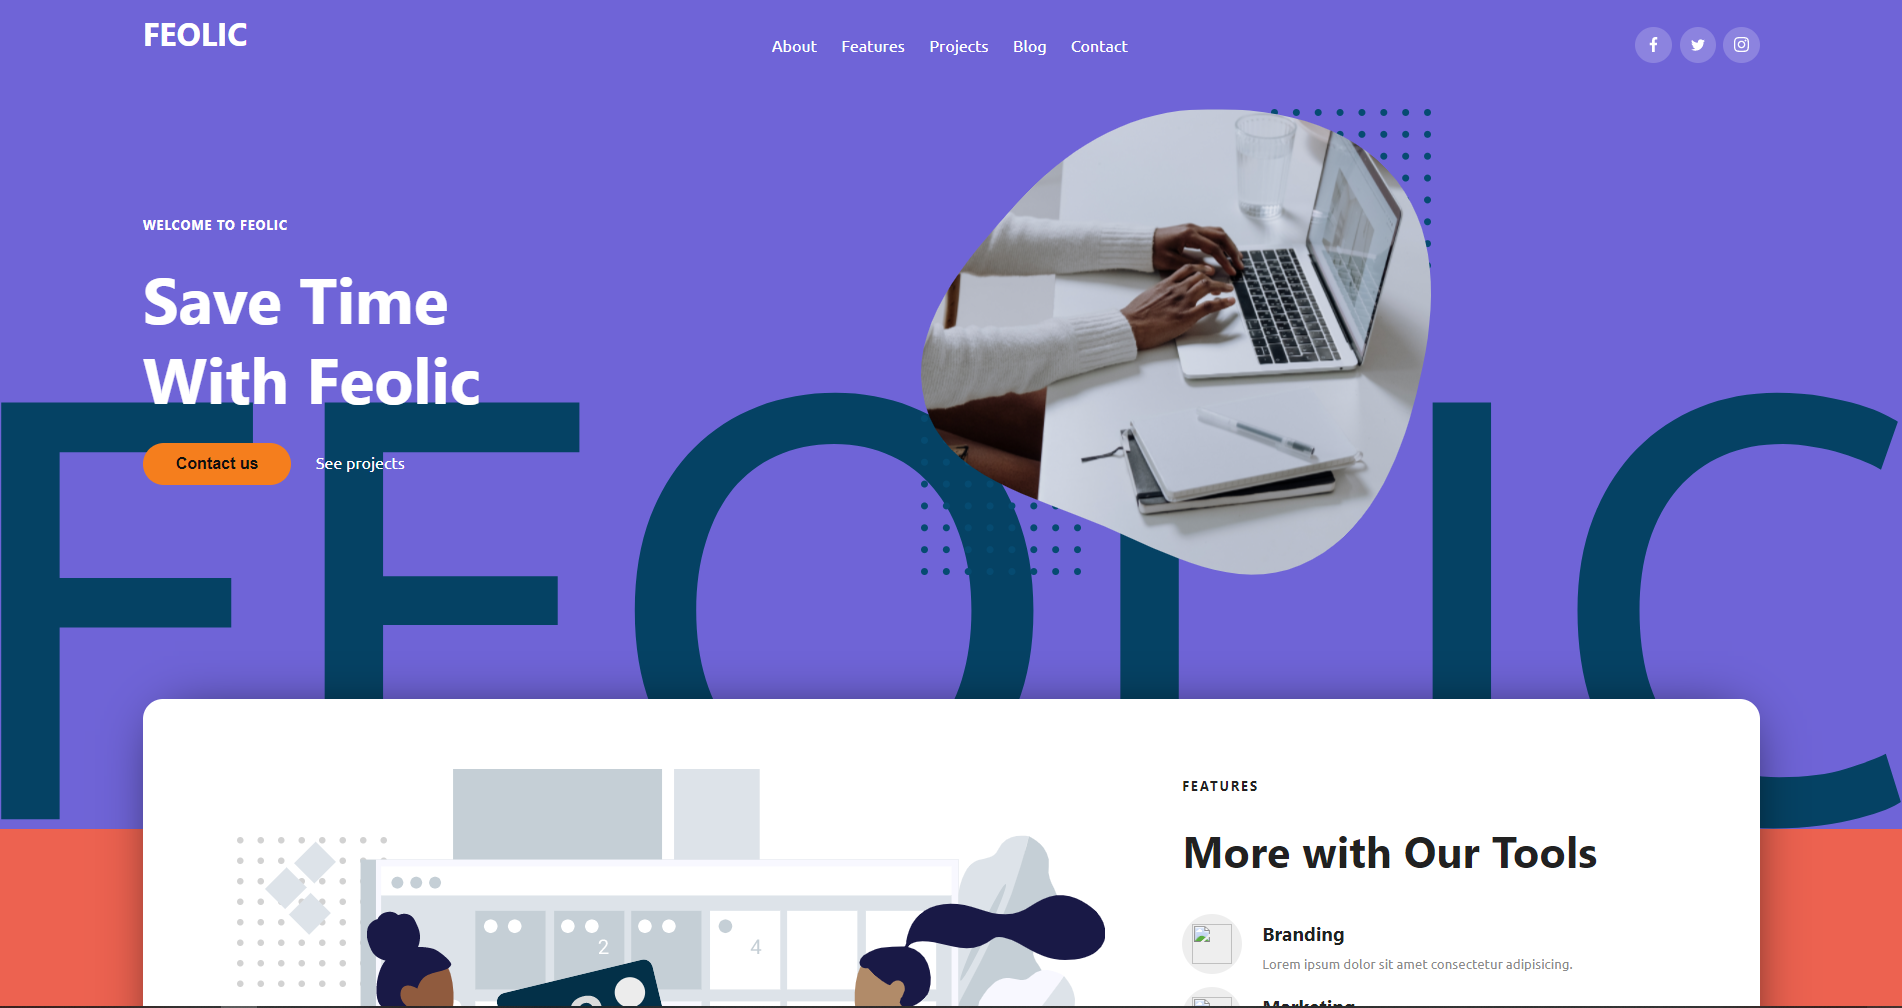 FEOLIC
About Features Projects Blog Contact
WELCOME TO FEOLIC
Save Time
With Feolic
Contact us See projects
FEOLIC
FEATURES
More with Our Tools
Branding
Lorem ipsum dolor sit amet consectetur adipisicing.
Marketing
2
4